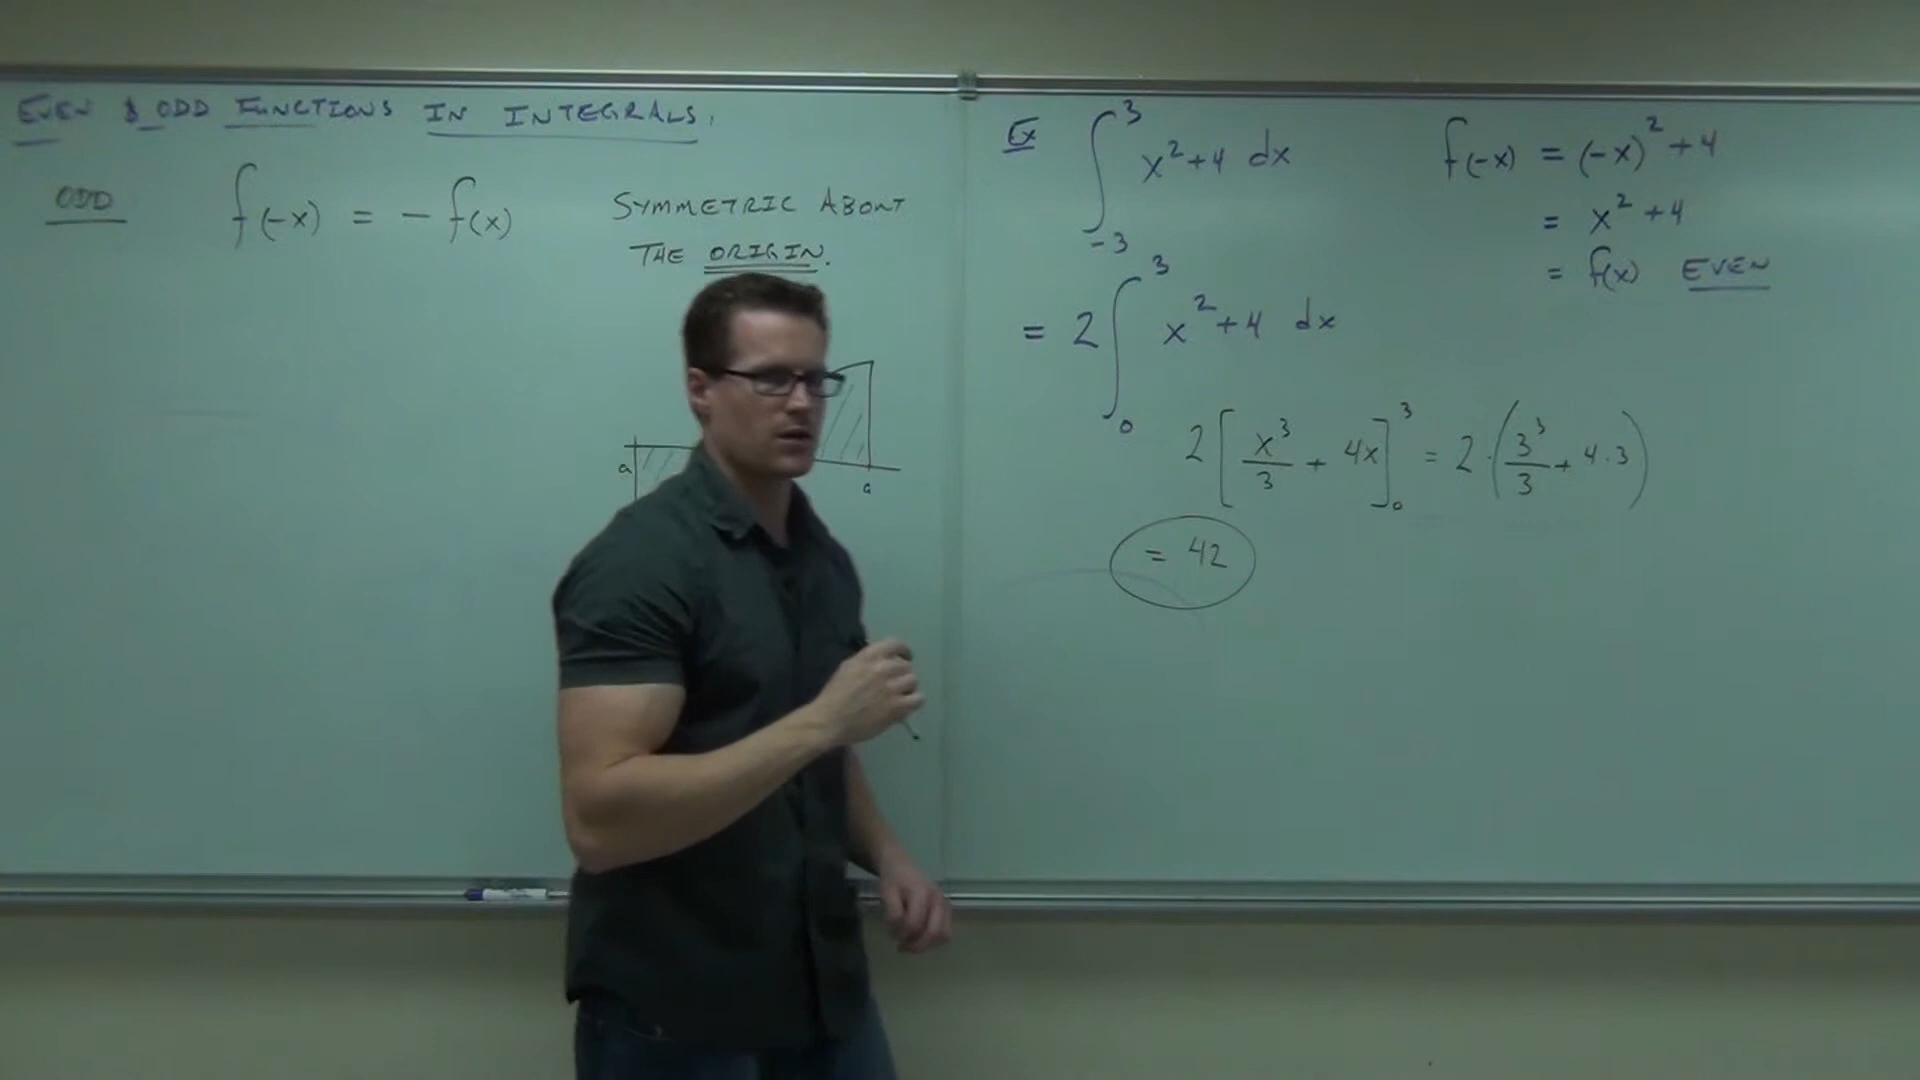 EVEN & ODD FUNCTIONS IN INTEGRALS.
ODD f(-x) = - f(x) SYMMETRIC ABOUT
THE ORIGIN.
a
a
Ex ∫_{-3}^{3} x² + 4 dx
= 2 ∫_{0}^{3} x² + 4 dx
2 [x³/3 + 4x]_{0}^{3} = 2 · (3³/3 + 4 · 3)
= 42
f(-x) = (-x)² + 4
= x² + 4
= f(x) EVEN